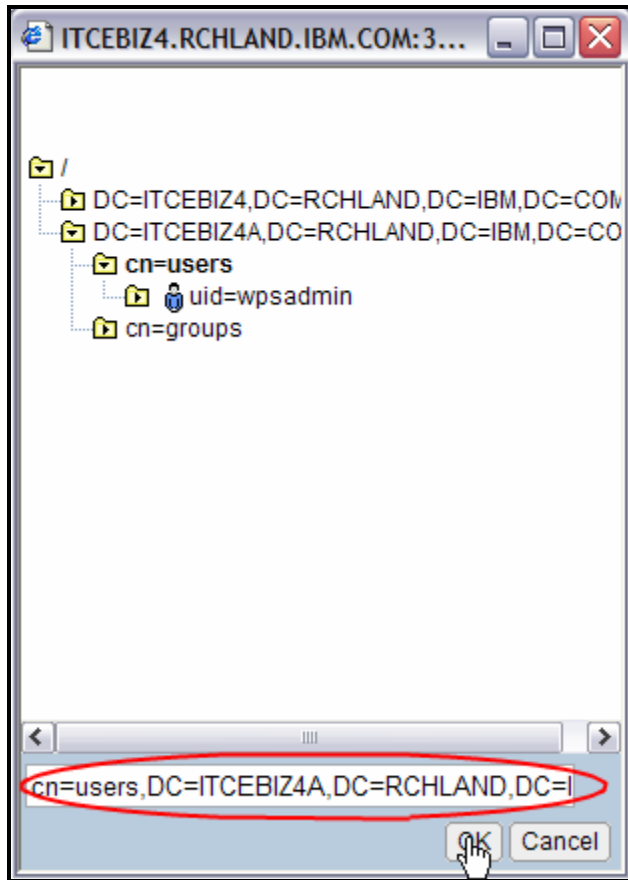 ITCEBIZ4.RCHLAND.IBM.COM:3...
/
DC=ITCEBIZ4,DC=RCHLAND,DC=IBM,DC=COM
DC=ITCEBIZ4A,DC=RCHLAND,DC=IBM,DC=CO
cn=users
uid=wpsadmin
cn=groups
cn=users,DC=ITCEBIZ4A,DC=RCHLAND,DC=I
OK Cancel